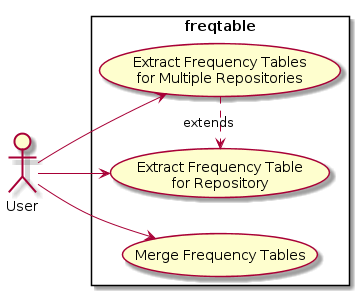 freqtable
Extract Frequency Tables
for Multiple Repositories
extends
Extract Frequency Table
for Repository
User
Merge Frequency Tables